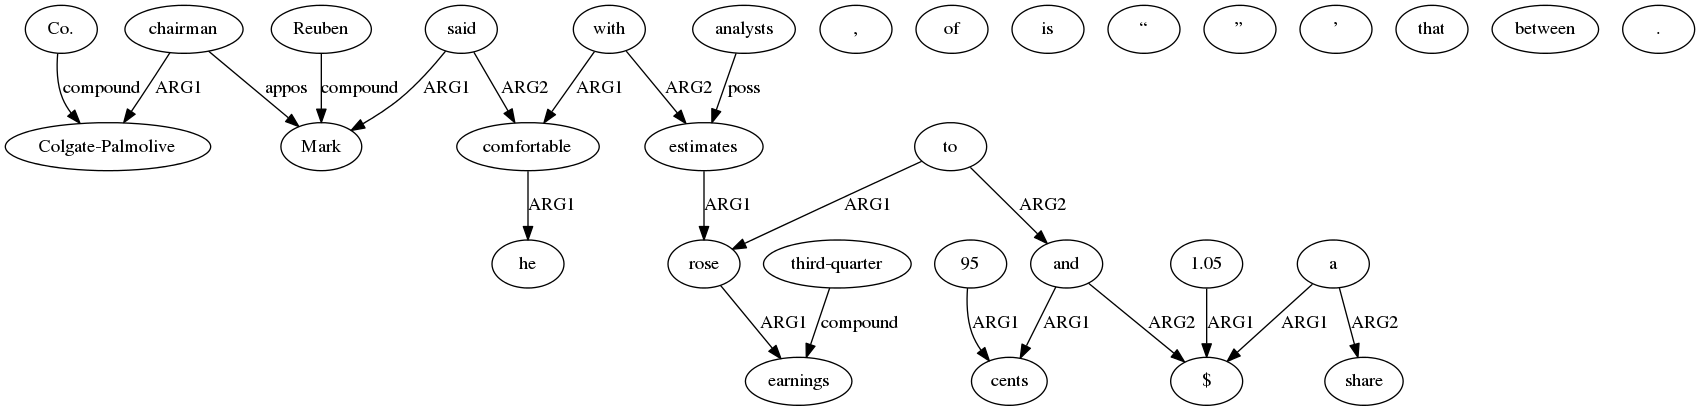 Co. chairman Reuben said with analysts , of is “ ” ’ that between .
compound ARG1 appos compound ARG1 ARG2 ARG1 ARG2 poss
Colgate-Palmolive Mark comfortable estimates to
ARG1 ARG1 ARG1 ARG2
he rose third-quarter 95 and 1.05 a
ARG1 compound ARG1 ARG1 ARG2 ARG1 ARG1 ARG2
earnings cents $ share